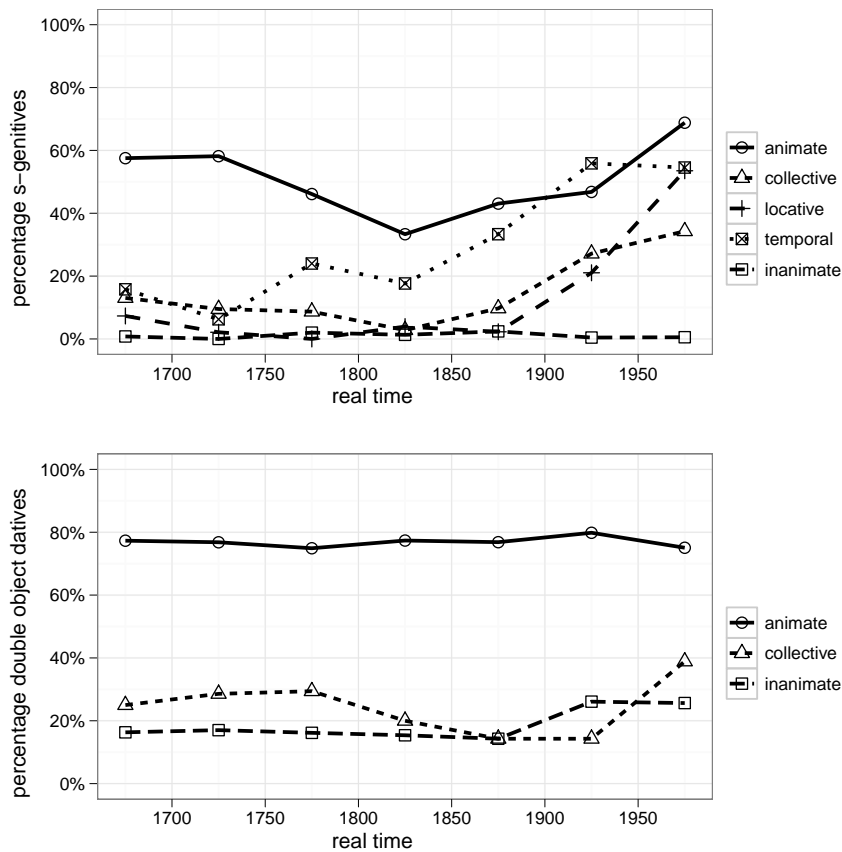 100%
80%
60%
40%
20%
0%
percentage s−genitives
1700 1750 1800 1850 1900 1950
real time
animate
collective
locative
temporal
inanimate
100%
80%
60%
40%
20%
0%
percentage double object datives
1700 1750 1800 1850 1900 1950
real time
animate
collective
inanimate